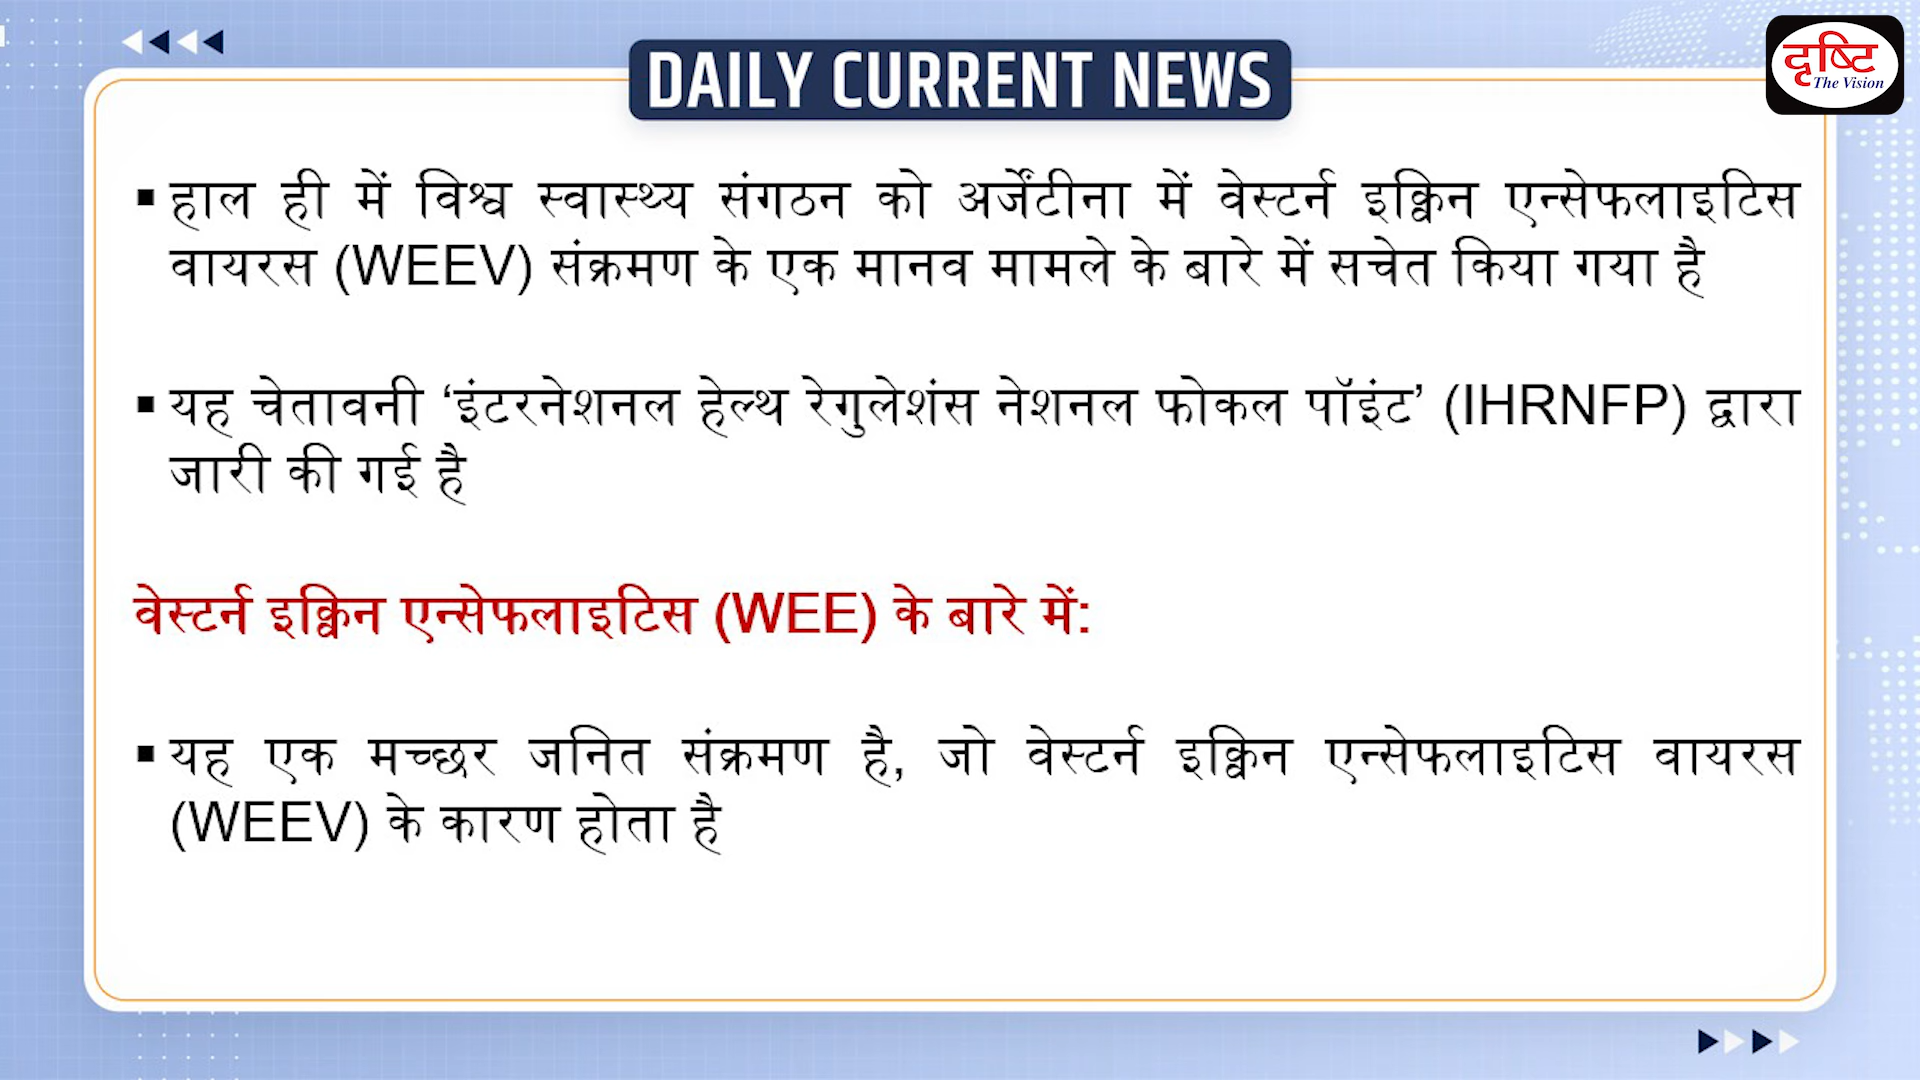 DAILY CURRENT NEWS
दृष्टि
The Vision
▪ हाल ही में विश्व स्वास्थ्य संगठन को अर्जेंटीना में वेस्टर्न इक्विन एन्सेफलाइटिस
वायरस (WEEV) संक्रमण के एक मानव मामले के बारे में सचेत किया गया है
▪ यह चेतावनी ‘इंटरनेशनल हेल्थ रेगुलेशंस नेशनल फोकल पॉइंट’ (IHRNFP) द्वारा
जारी की गई है
वेस्टर्न इक्विन एन्सेफलाइटिस (WEE) के बारे में:
▪ यह एक मच्छर जनित संक्रमण है, जो वेस्टर्न इक्विन एन्सेफलाइटिस वायरस
(WEEV) के कारण होता है